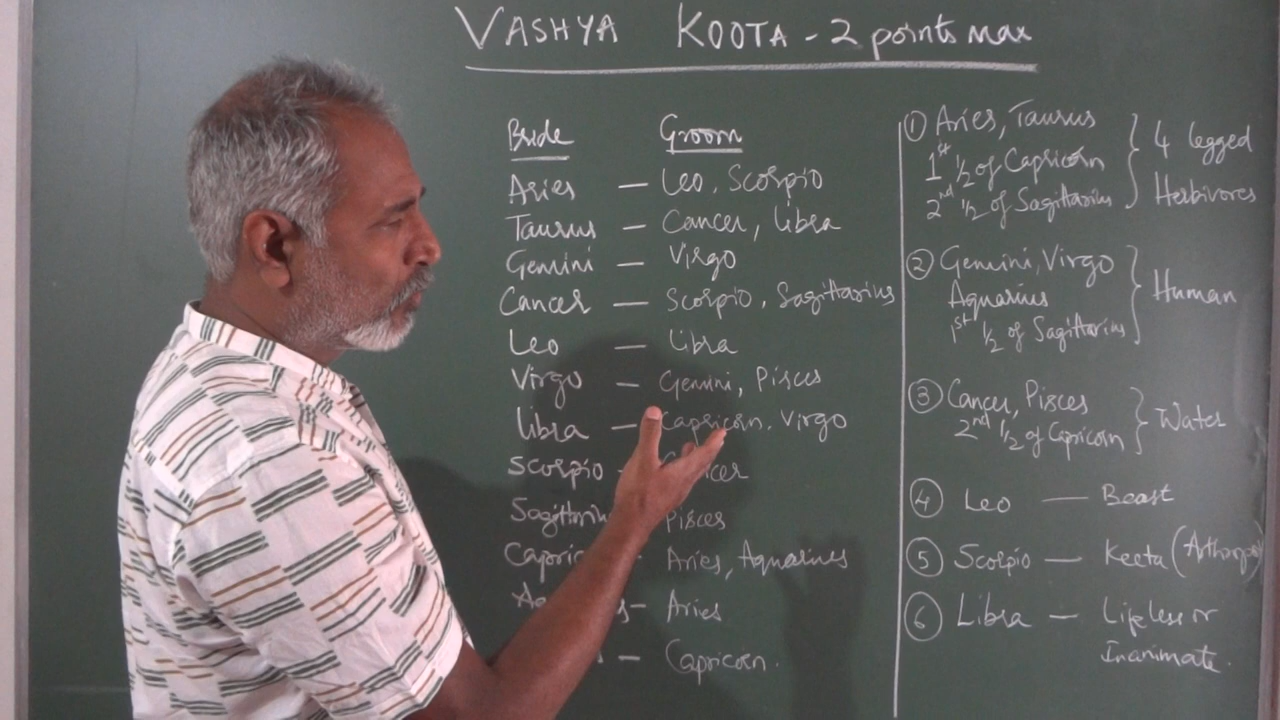 VASHYA KOOTA - 2 points max
Bride Groom
Aries — Leo, Scorpio
Taurus — Cancer, Libra
Gemini — Virgo
Cancer — Scorpio, Sagittarius
Leo — Libra
Virgo — Gemini, Pisces
Libra — Capricorn, Virgo
Scorpio -
Pisces
- Aries, Aquarius
- Aries
- Capricorn.
① Aries, Taurus
1st 1/2 of Capricorn
2nd 1/2 of Sagittarius
4 legged
Herbivores
② Gemini, Virgo
Aquarius
1st 1/2 of Sagittarius
Human
③ Cancer, Pisces
2nd 1/2 of Capricorn
Water
④ Leo — Beast
⑤ Scorpio — Keeta
⑥ Libra — Lifeless or
Inanimate.